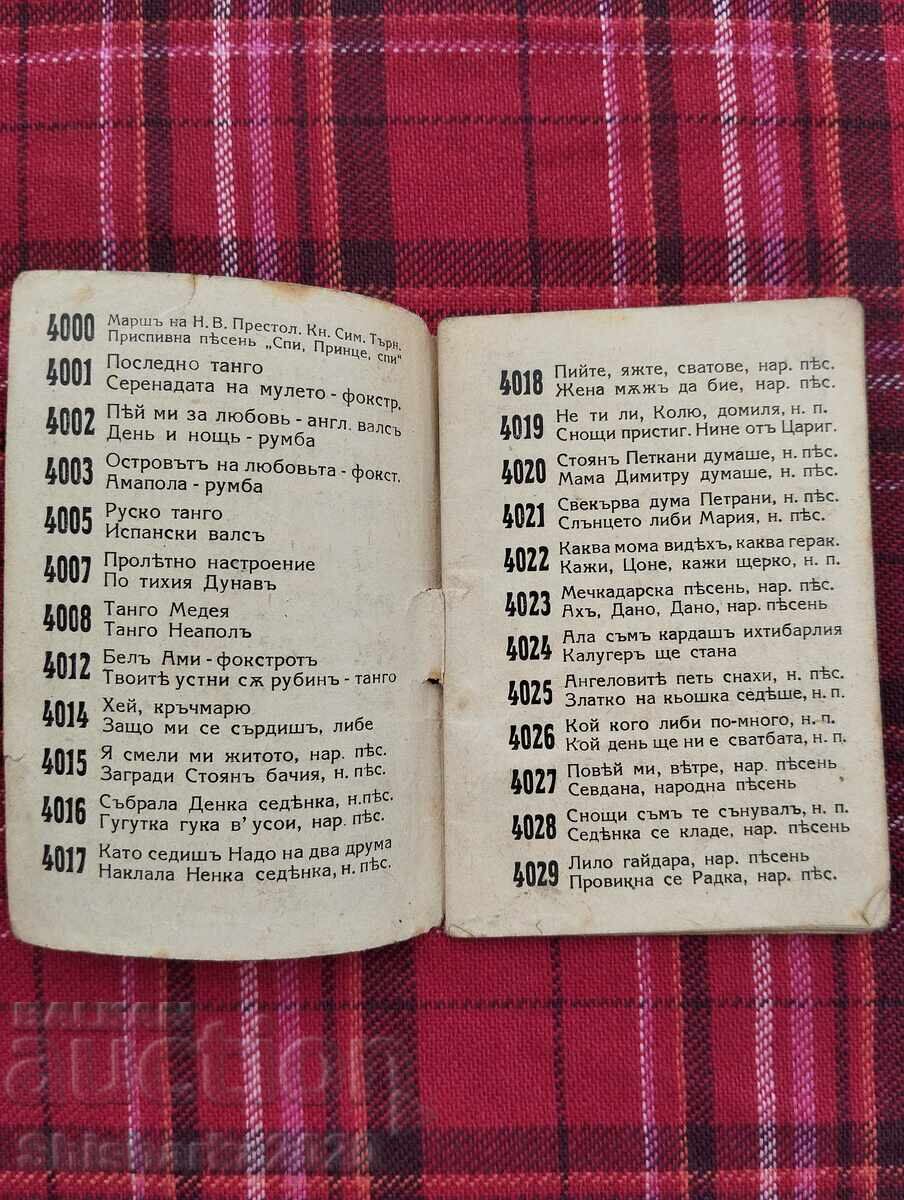 4000 Маршъ на Н. В. Престол. Кн. Сим. Търн.
Приспивна пѣсень „Спи, Принце, спи"
4001 Последно танго
Серенадата на мулето - фокстр.
4002 Пѣй ми за любовь - англ. валсъ
День и нощь - румба
4003 Островътъ на любовьта - фокст.
Амапола - румба
4005 Руско танго
Испански валсъ
4007 Пролѣтно настроение
По тихия Дунавъ
4008 Танго Медея
Танго Неаполъ
4012 Белъ Ами - фокстротъ
Твоитѣ устни сѫ рубинъ - танго
4014 Хей, кръчмарю
Защо ми се сърдишъ, либе
4015 Я смели ми житото, нар. пѣс.
Загради Стоянъ бачия, н. пѣс.
4016 Събрала Денка седѣнка, н.пѣс.
Гугутка гука в' усои, нар. пѣс.
4017 Като седишъ Надо на два друма
Наклала Ненка седѣнка, н. пѣс.
4018 Пийте, яжте, сватове, нар. пѣс.
Жена мѫжъ да бие, нар. пѣс.
4019 Не ти ли, Колю, домиля, н. п.
Снощи пристиг. Нине отъ Цариг.
4020 Стоянъ Петкани думаше, н. пѣс.
Мама Димитру думаше, н. пѣс.
4021 Свекърва дума Петрани, н. пѣс.
Слънцето либи Мария, н. пѣс.
4022 Каква мома видѣхъ, каква герак.
Кажи, Цоне, кажи щерко, н. п.
4023 Мечкадарска пѣсень, нар. пѣс.
Ахъ, Дано, Дано, нар. пѣсень
4024 Ала съмъ кардашъ ихтибарлия
Калугеръ ще стана
4025 Ангеловитѣ петь снахи, н. пѣс.
Златко на кьошка седѣше, н. п.
4026 Кой кого либи по-много, н. п.
Кой день ще ни е сватбата, н. п.
4027 Повѣй ми, вѣтре, нар. пѣсень
Севдана, народна пѣсень
4028 Снощи съмъ те сънувалъ, н. п.
Седѣнка се кладе, нар. пѣсень
4029 Лило гайдара, нар. пѣсень
Провикна се Радка, нар. пѣс.
BALKAN
auction